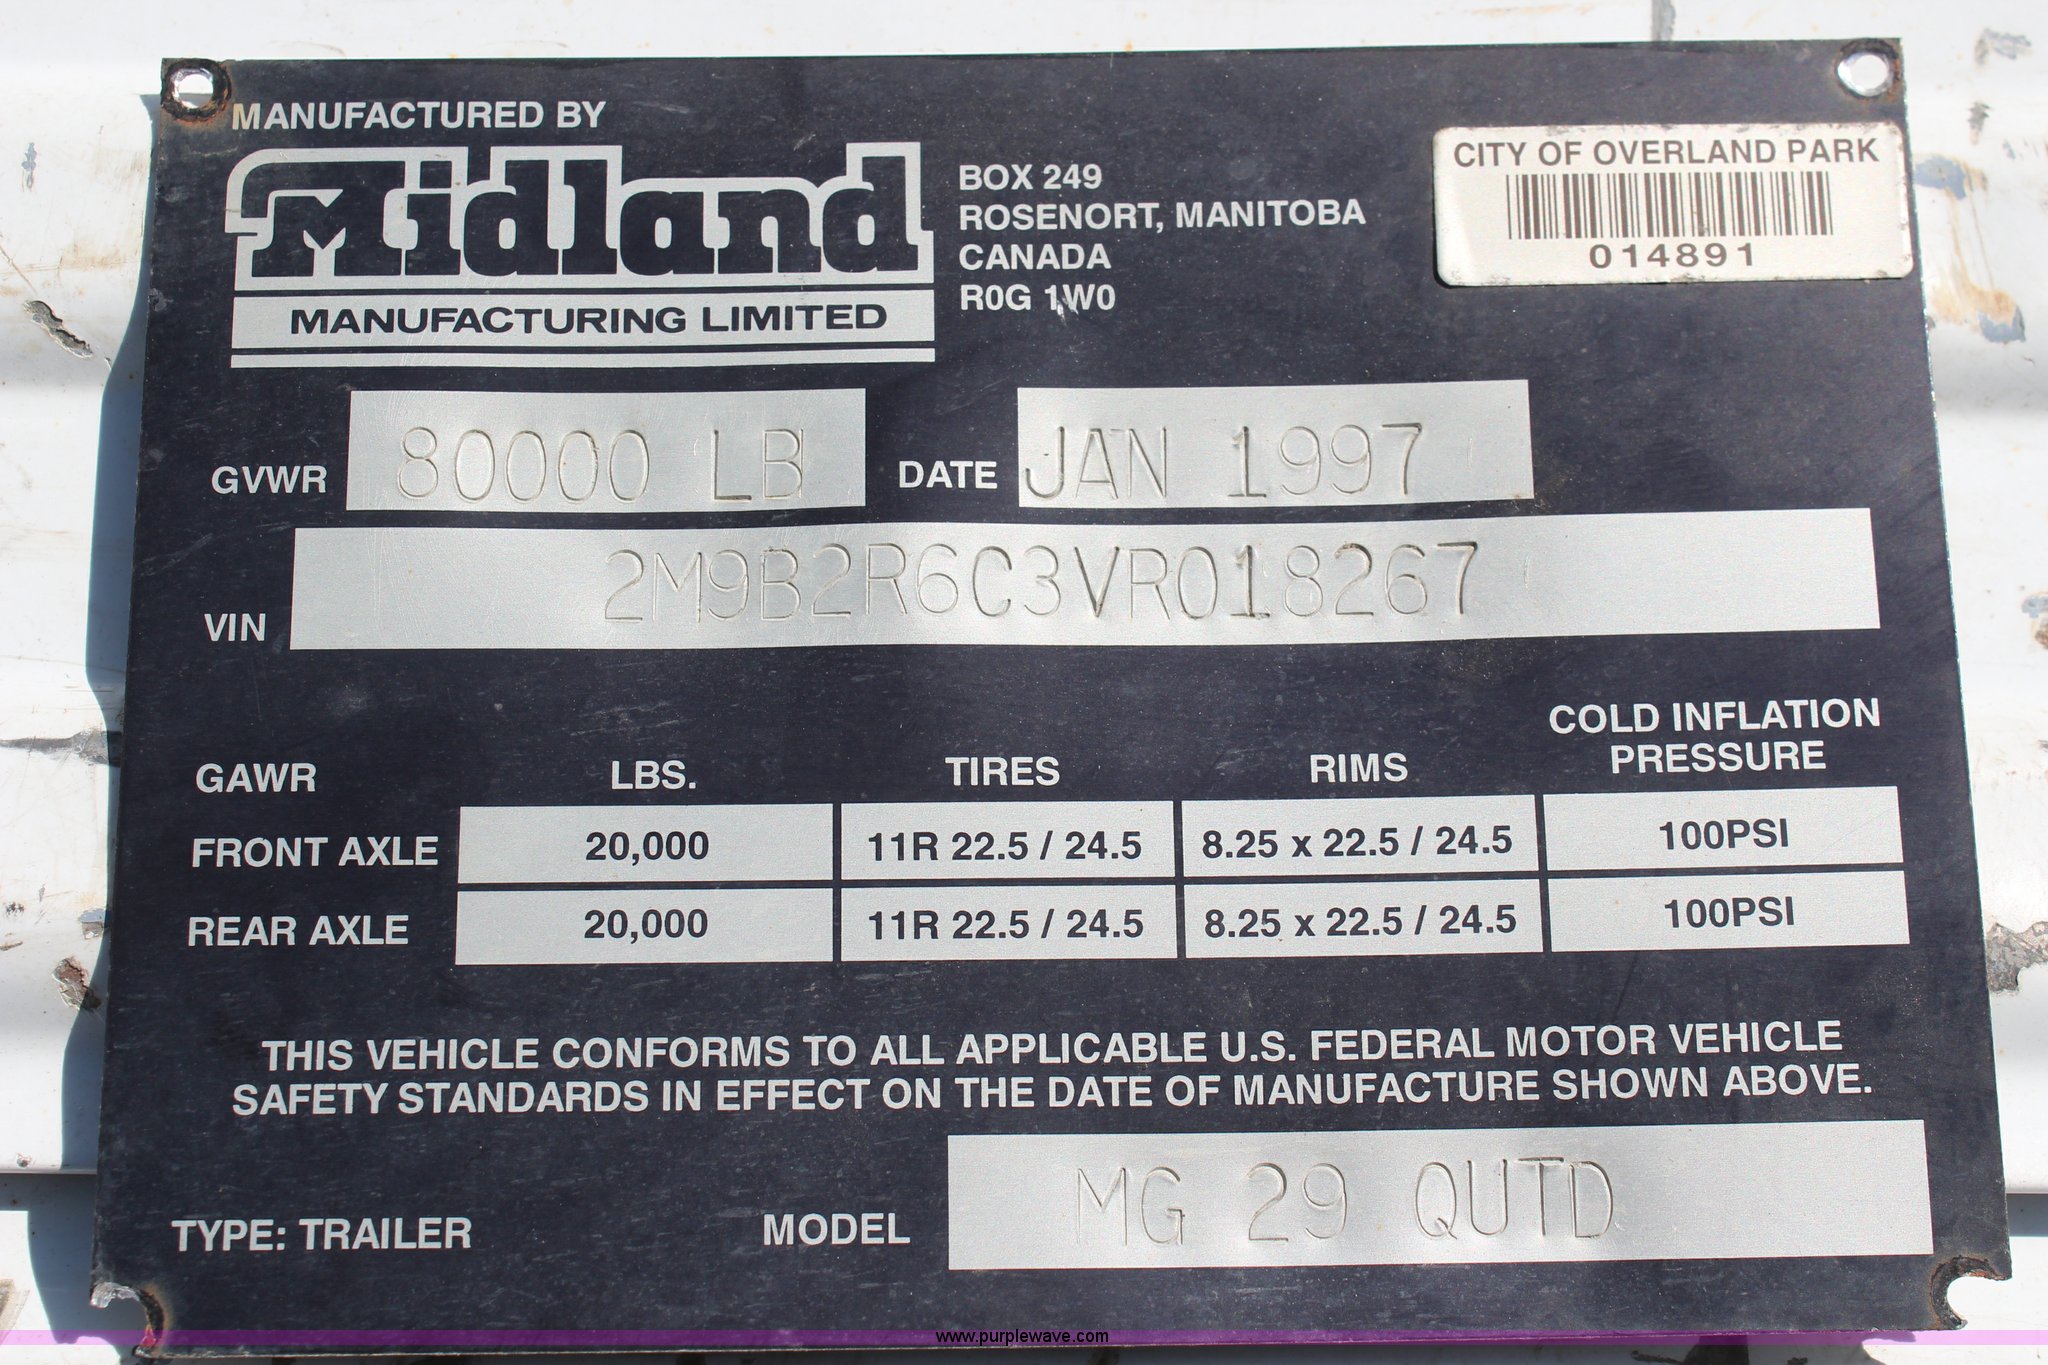 MANUFACTURED BY
Midland
MANUFACTURING LIMITED
BOX 249
ROSENORT, MANITOBA
CANADA
R0G 1W0
CITY OF OVERLAND PARK
014891
GVWR 80000 LB DATE JAN 1997
VIN 2M9B2R6C3VR018267
GAWR LBS. TIRES RIMS COLD INFLATION
PRESSURE
FRONT AXLE 20,000 11R 22.5 / 24.5 8.25 x 22.5 / 24.5 100PSI
REAR AXLE 20,000 11R 22.5 / 24.5 8.25 x 22.5 / 24.5 100PSI
THIS VEHICLE CONFORMS TO ALL APPLICABLE U.S. FEDERAL MOTOR VEHICLE
SAFETY STANDARDS IN EFFECT ON THE DATE OF MANUFACTURE SHOWN ABOVE.
TYPE: TRAILER MODEL MG 29 QUTD
www.purplewave.com